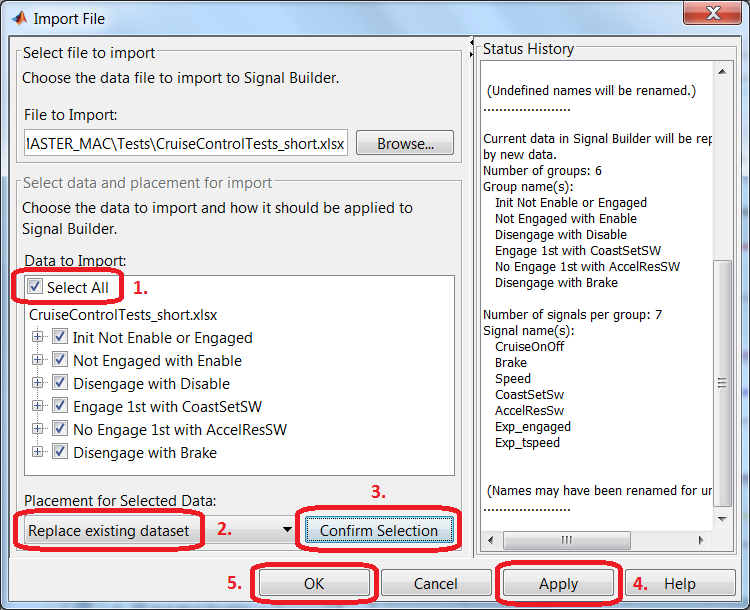 Import File
Select file to import
Choose the data file to import to Signal Builder.
File to Import:
\ASTER_MAC\Tests\CruiseControlTests_short.xlsx
Browse...
Select data and placement for import
Choose the data to import and how it should be applied to
Signal Builder.
Data to Import:
Select All
1.
CruiseControlTests_short.xlsx
Init Not Enable or Engaged
Not Engaged with Enable
Disengage with Disable
Engage 1st with CoastSetSW
No Engage 1st with AccelResSW
Disengage with Brake
Placement for Selected Data:
3.
Replace existing dataset
2.
Confirm Selection
Status History
(Undefined names will be renamed.)
--------------------
Current data in Signal Builder will be rep
by new data.
Number of groups: 6
Group name(s):
Init Not Enable or Engaged
Not Engaged with Enable
Disengage with Disable
Engage 1st with CoastSetSW
No Engage 1st with AccelResSW
Disengage with Brake
Number of signals per group: 7
Signal name(s):
CruiseOnOff
Brake
Speed
CoastSetSw
AccelResSw
Exp_engaged
Exp_tspeed
(Names may have been renamed for un
--------------------
5.
OK
Cancel
Apply
4.
Help